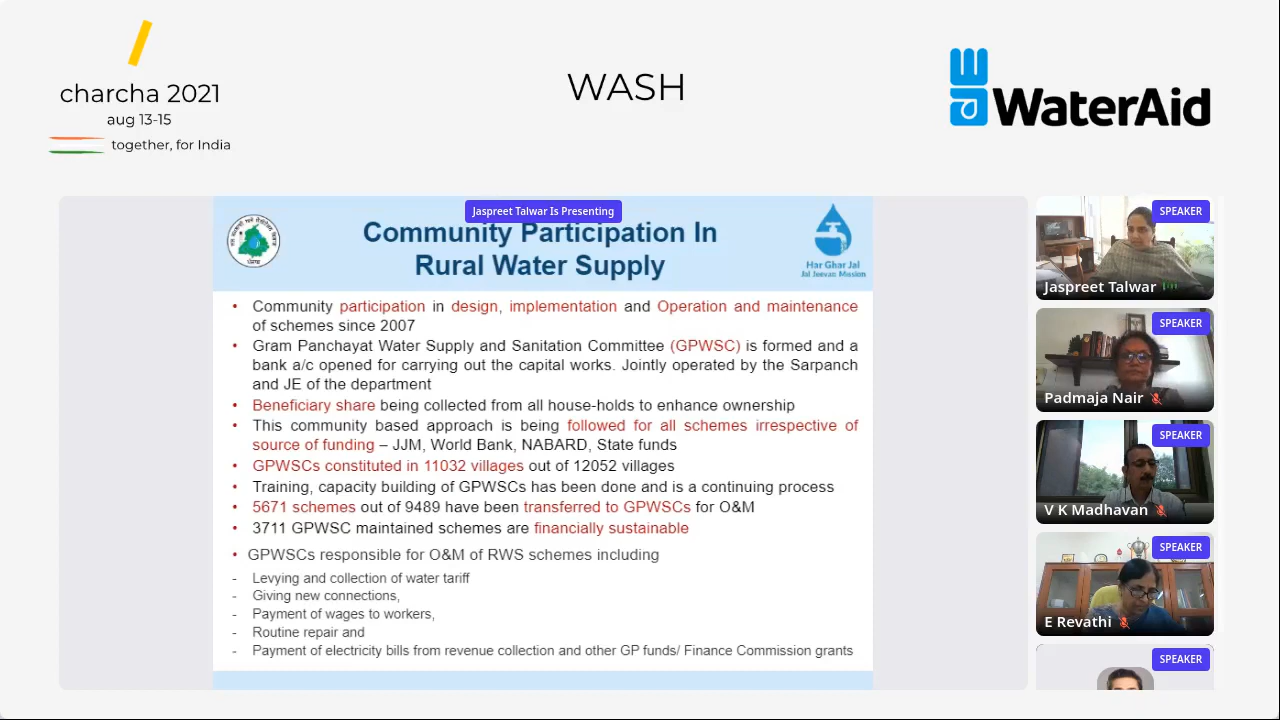 charcha 2021
aug 13-15
together, for India
WASH
WaterAid
Jaspreet Talwar Is Presenting
Community Participation In
Rural Water Supply
Har Ghar Jal
Jal Jeevan Mission
• Community participation in design, implementation and Operation and maintenance
of schemes since 2007
• Gram Panchayat Water Supply and Sanitation Committee (GPWSC) is formed and a
bank a/c opened for carrying out the capital works. Jointly operated by the Sarpanch
and JE of the department
• Beneficiary share being collected from all house-holds to enhance ownership
• This community based approach is being followed for all schemes irrespective of
source of funding – JJM, World Bank, NABARD, State funds
• GPWSCs constituted in 11032 villages out of 12052 villages
• Training, capacity building of GPWSCs has been done and is a continuing process
• 5671 schemes out of 9489 have been transferred to GPWSCs for O&M
• 3711 GPWSC maintained schemes are financially sustainable
• GPWSCs responsible for O&M of RWS schemes including
- Levying and collection of water tariff
- Giving new connections,
- Payment of wages to workers,
- Routine repair and
- Payment of electricity bills from revenue collection and other GP funds/ Finance Commission grants
SPEAKER
Jaspreet Talwar
SPEAKER
Padmaja Nair
SPEAKER
V K Madhavan
SPEAKER
E Revathi
SPEAKER